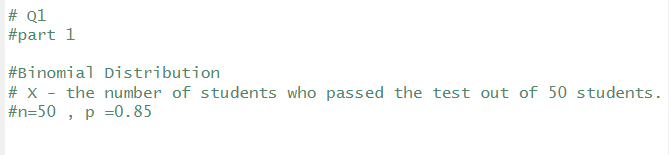 # Q1
#part 1
#Binomial Distribution
# X - the number of students who passed the test out of 50 students.
#n=50 , p =0.85